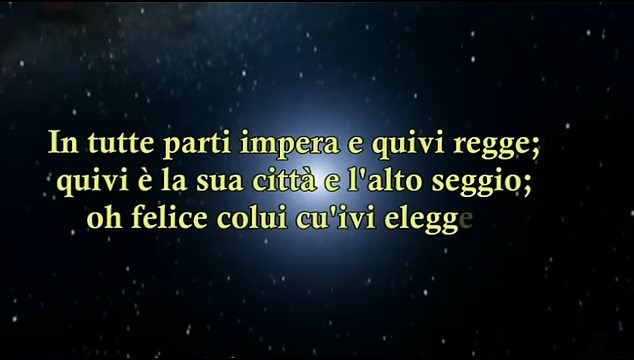 In tutte parti impera e quivi regge;
quivi è la sua città e l'alto seggio;
oh felice colui cu'ivi elegge